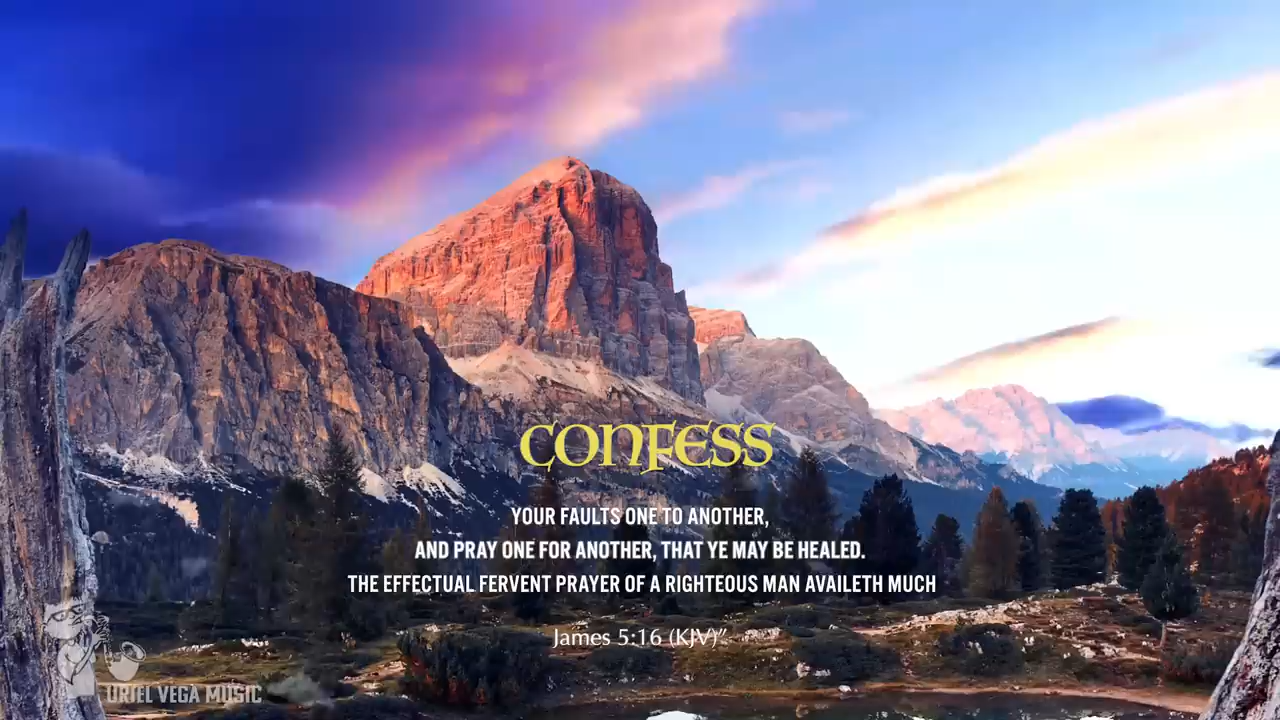 CONFESS
YOUR FAULTS ONE TO ANOTHER,
AND PRAY ONE FOR ANOTHER, THAT YE MAY BE HEALED.
THE EFFECTUAL FERVENT PRAYER OF A RIGHTEOUS MAN AVAILETH MUCH
James 5:16 (KJV)”
URIEL VEGA MUSIC